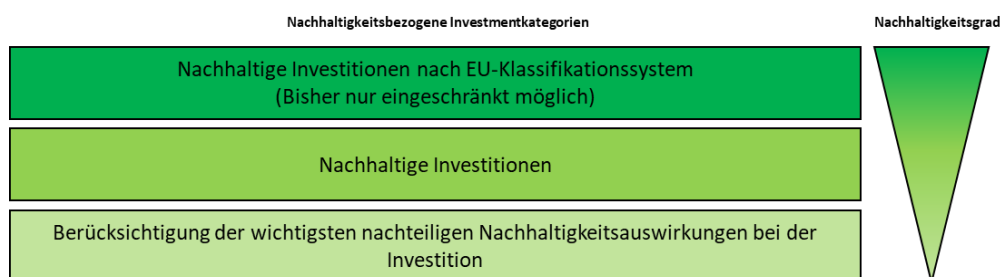 Nachhaltigkeitsbezogene Investmentkategorien
Nachhaltigkeitsgrad
Nachhaltige Investitionen nach EU-Klassifikationssystem
(Bisher nur eingeschränkt möglich)
Nachhaltige Investitionen
Berücksichtigung der wichtigsten nachteiligen Nachhaltigkeitsauswirkungen bei der
Investition